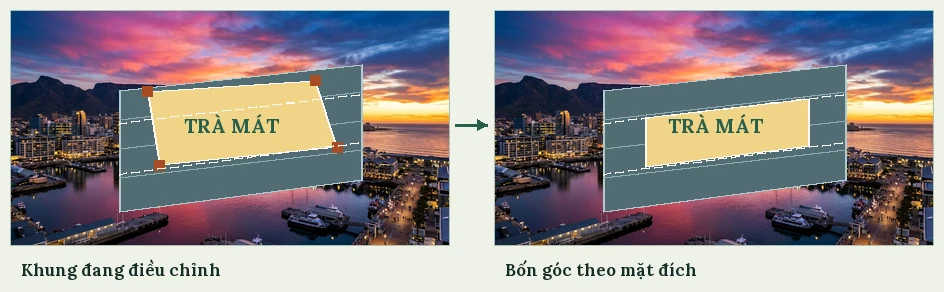 TRÀ MÁT
TRÀ MÁT
Khung đang điều chỉnh
Bốn góc theo mặt đích